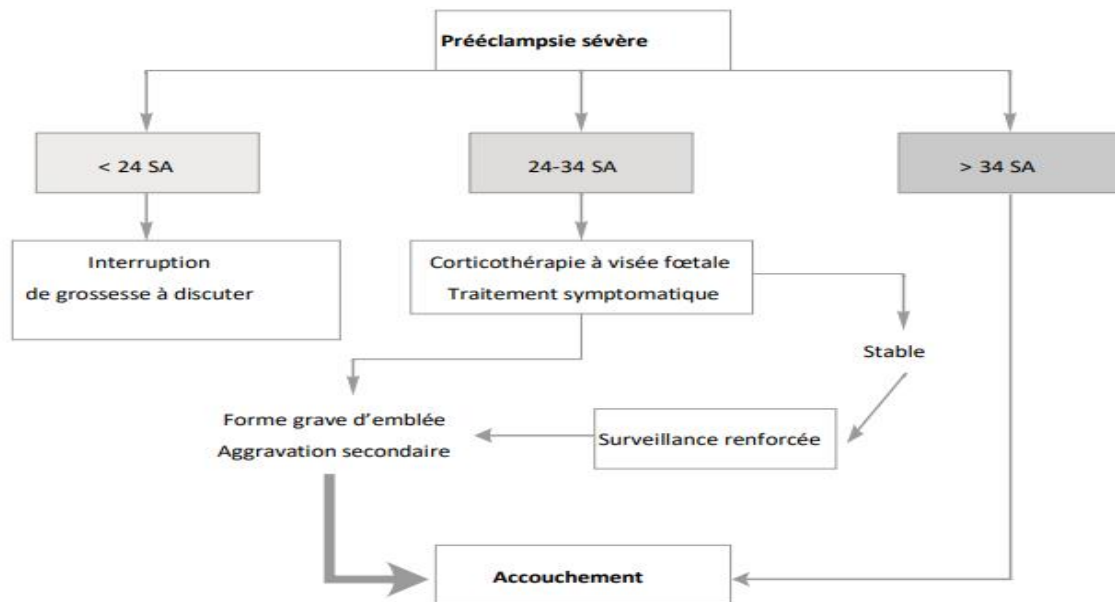 Prééclampsie sévère
< 24 SA
24-34 SA
> 34 SA
Interruption
de grossesse à discuter
Corticothérapie à visée fœtale
Traitement symptomatique
Stable
Forme grave d’emblée
Aggravation secondaire
Surveillance renforcée
Accouchement